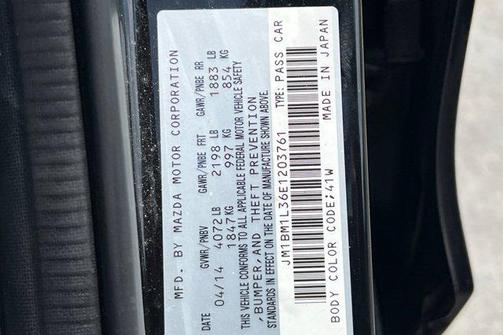 MFD. BY MAZDA MOTOR CORPORATION
GVWR/PNBV GAWR/PNBE FRT GAWR/PNBE RR
04/14 4072LB 2198 LB 1883 LB
1847KG 997 KG 854 KG
THIS VEHICLE CONFORMS TO ALL APPLICABLE FEDERAL MOTOR VEHICLE SAFETY
,BUMPER,AND THEFT PREVENTION
STANDARDS IN EFFECT ON THE DATE OF MANUFACTURE SHOWN ABOVE.
JM1BM1L36E1203761 TYPE: PASS CAR
BODY COLOR CODE;41W MADE IN JAPAN